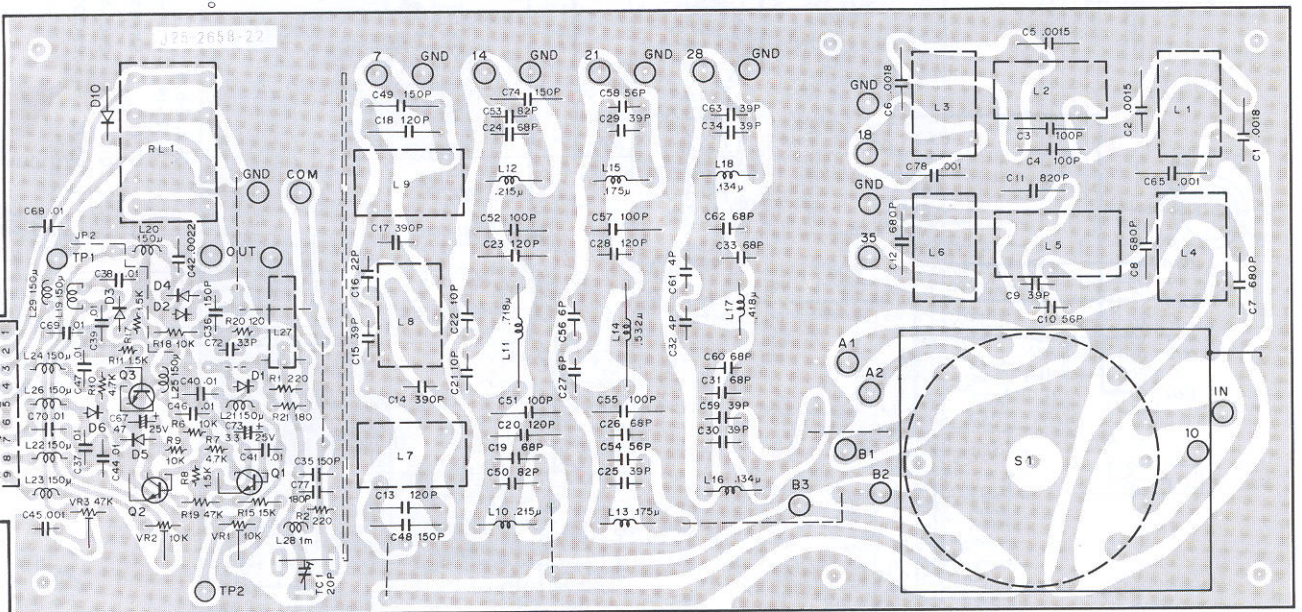 J25-2658-22
D10
RL1
GND
COM
C68 .01
JP2
TP1
L20
150μ
C42 .0022
OUT
L29 150μ
L19 150μ
C38 .01
D3
D4
D2
1.5K
C39 .01
C69 .01
R18 10K
C36 150P
R20 120
C72 33P
L27
1
2
3
4
5
6
7
8
9
L24 150μ
L26 150μ
C70 .01
L22 150μ
L23 150μ
C45 .001
C47 .01
R10 4.7K
R11 1.5K
Q3
L25 150μ
C40 .01
C46 .01
R6 10K
D1
L21 150μ
R1 220
R21 180
C67 47 25V
C73 3.3 25V
D6
D5
C37 .01
C44 .01
R9 10K
R7 4.7K
C41 .01
R8 1.5K
Q1
Q2
C35 150P
C77 180P
R2 220
R19 47K
R15 15K
VR3 47K
VR2 10K
VR1 10K
L28 1m
TC1 20P
TP2
7
GND
C49 150P
C18 120P
L9
C17 390P
C16 22P
C15 39P
L8
C14 390P
L7
C13 120P
C48 150P
14
GND
C74 150P
C53 82P
C24 68P
L12
.215μ
C52 100P
C23 120P
C22 10P
C21 10P
L11 .718μ
C51 100P
C20 120P
C19 68P
C50 82P
L10 .215μ
21
GND
C58 56P
C29 39P
L15
.175μ
C57 100P
C28 120P
C56 6P
C27 6P
L14 .532μ
C55 100P
C26 68P
C54 56P
C25 39P
L13 .175μ
28
GND
C63 39P
C34 39P
L18
.134μ
C62 68P
C33 68P
C61 4P
C32 4P
L17 .418μ
C60 68P
C31 68P
C59 39P
C30 39P
L16 .134μ
GND
18
GND
35
C6 .0018
L3
C5 .0015
L2
C3 100P
C4 100P
C2 .0015
L1
C1 .0018
C78 .001
C11 820P
C65 .001
C12 680P
L6
L5
C9 39P
C10 56P
C8 680P
L4
C7 680P
A1
A2
B1
B2
B3
S1
IN
10